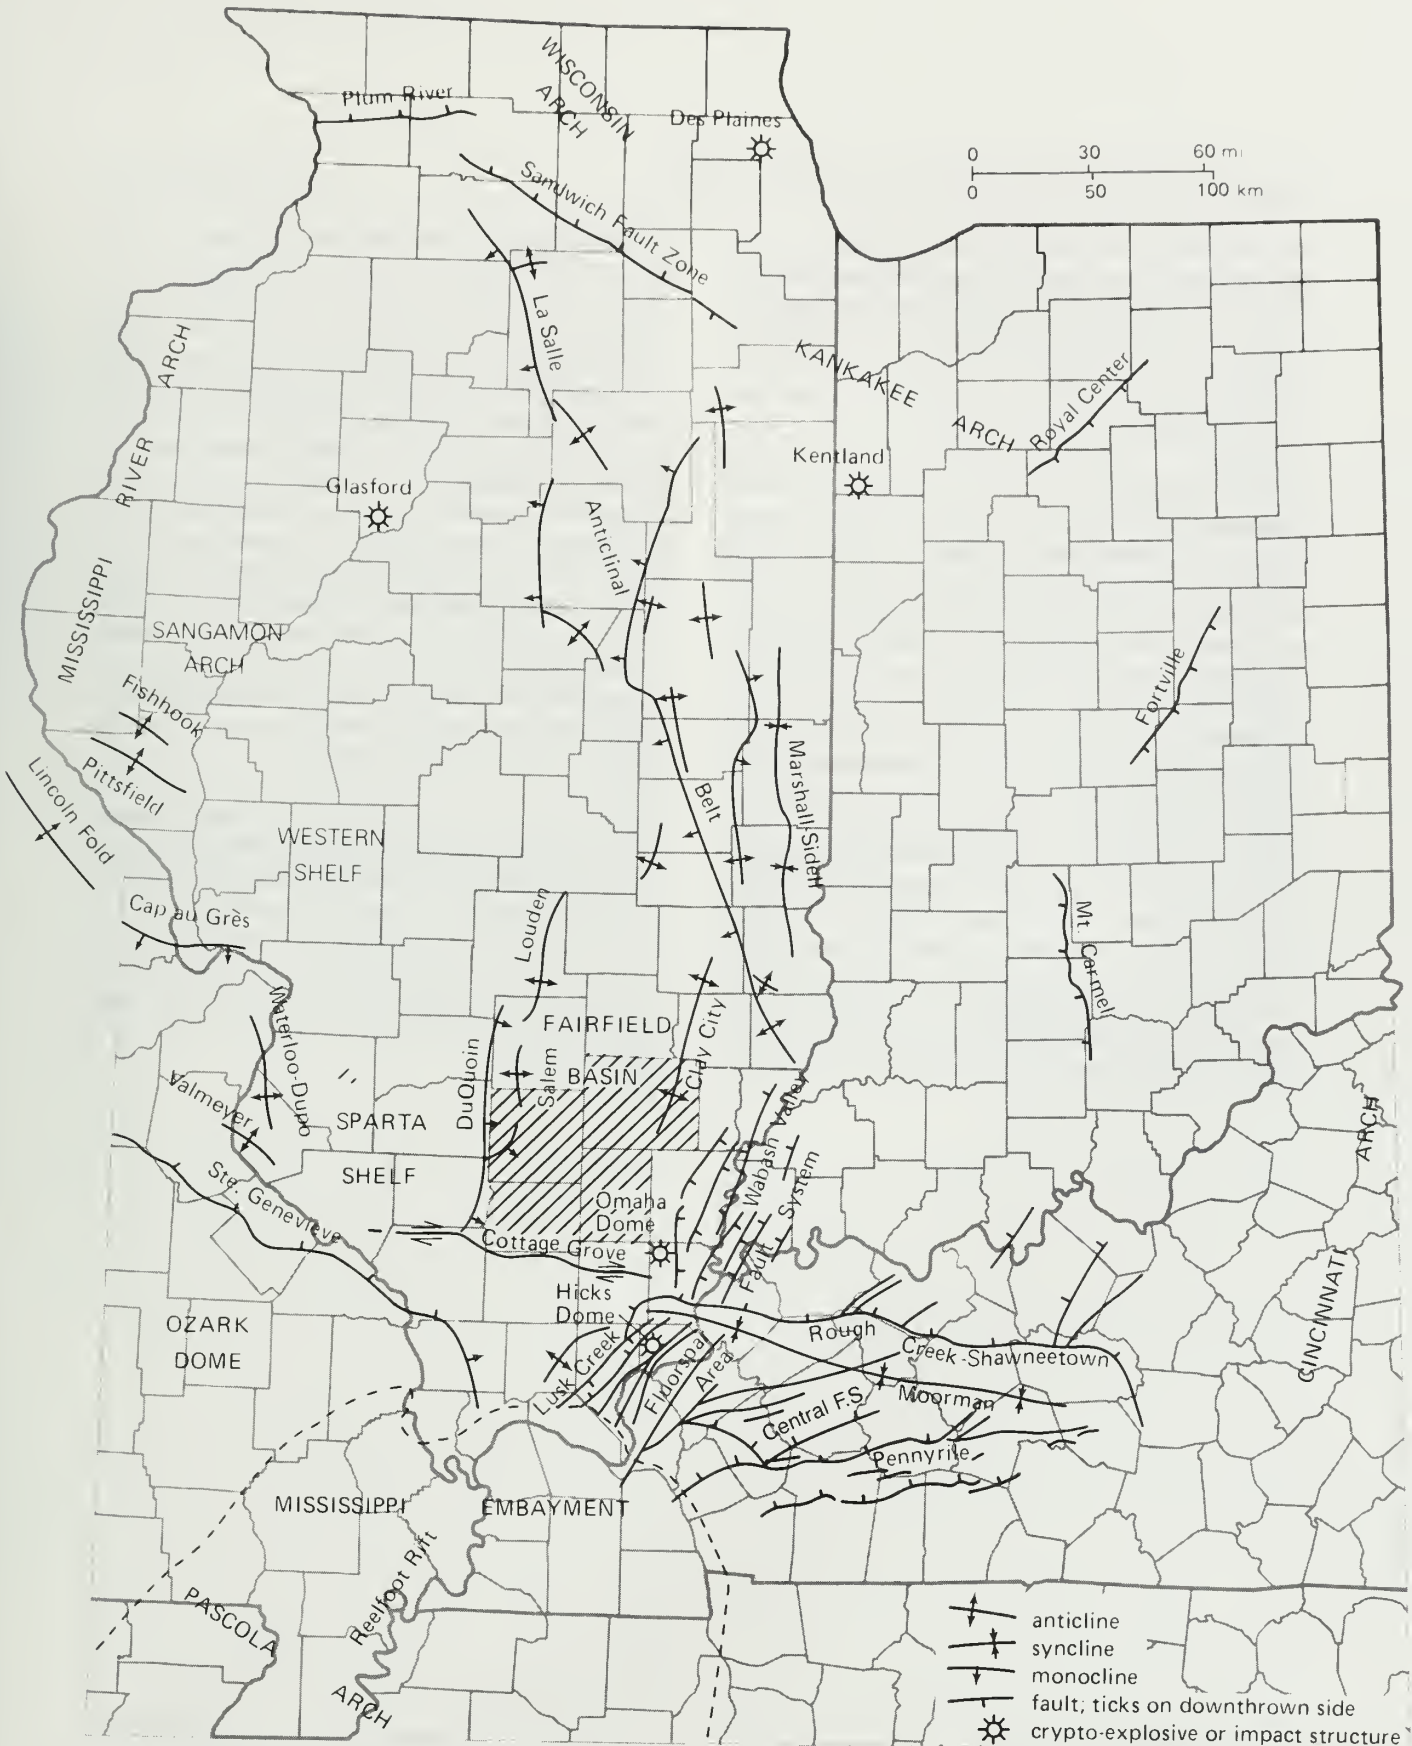 Plum River
WISCONSIN
ARCH
Des Plaines
0 30 60 mi
0 50 100 km
Sandwich Fault Zone
La Salle
ARCH
RIVER
MISSISSIPPI
KANKAKEE
ARCH
Royal Center
Kentland
Glasford
Anticlinal
SANGAMON
ARCH
Fishhook
Pittsfield
Lincoln Fold
Fortville
Marshall-Sidell
Belt
WESTERN
SHELF
Cap au Grès
Louden
Mt. Carmel
Waterloo-Dupo
FAIRFIELD
BASIN
Clay City
Salem
DuQuoin
Valmeyer
SPARTA
SHELF
Wabash Valley
Fault System
Ste. Genevieve
Omaha
Dome
Cottage Grove
ARCH
CINCINNATI
Hicks
Dome
OZARK
DOME
Lusk Creek
Fluorspar
Area
Rough
Creek-Shawneetown
Moorman
Central F.S.
Pennyrile
MISSISSIPPI
EMBAYMENT
Reelfoot Rift
PASCOLA
ARCH
anticline
syncline
monocline
fault; ticks on downthrown side
crypto-explosive or impact structure